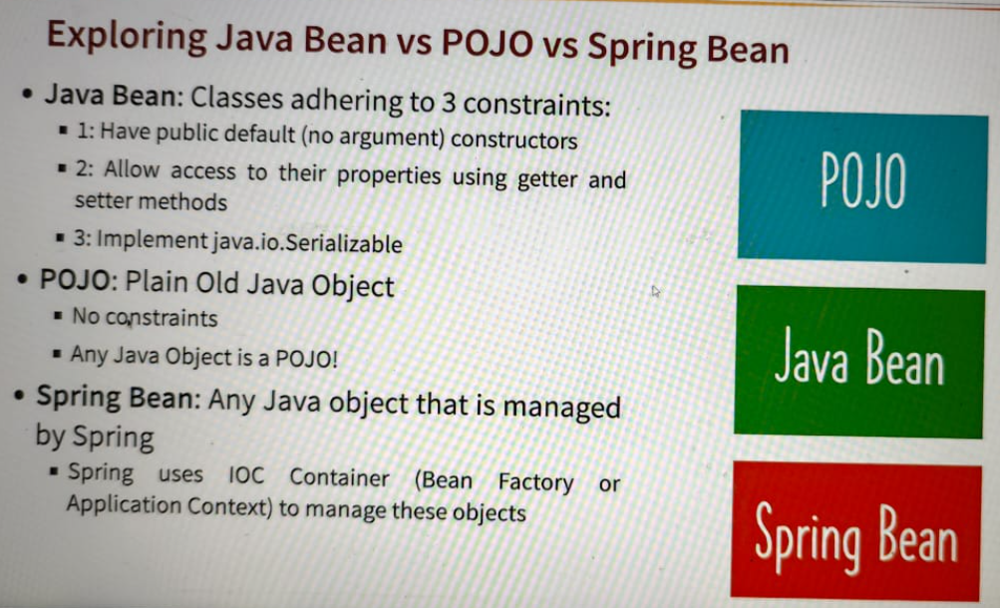 Exploring Java Bean vs POJO vs Spring Bean
• Java Bean: Classes adhering to 3 constraints:
▪ 1: Have public default (no argument) constructors
▪ 2: Allow access to their properties using getter and
setter methods
▪ 3: Implement java.io.Serializable
• POJO: Plain Old Java Object
▪ No constraints
▪ Any Java Object is a POJO!
• Spring Bean: Any Java object that is managed
by Spring
▪ Spring uses IOC Container (Bean Factory or
Application Context) to manage these objects
POJO
Java Bean
Spring Bean